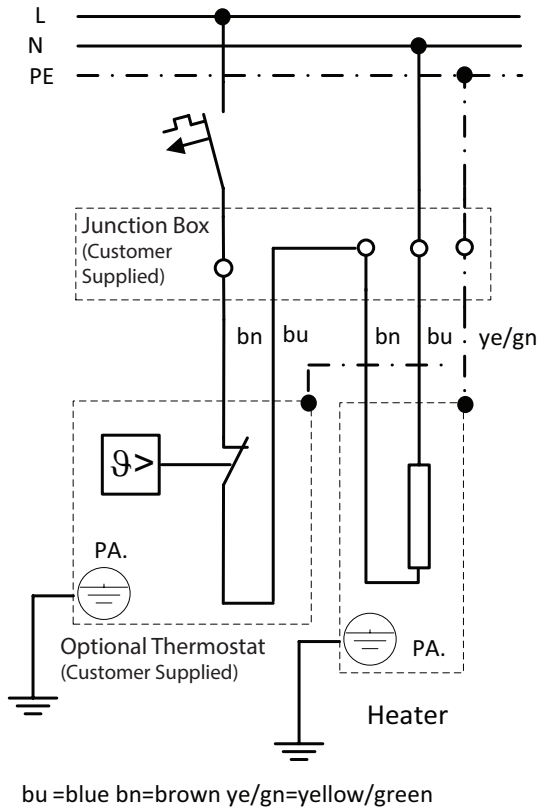 L
N
PE
Junction Box
(Customer
Supplied)
bn bu bn bu ye/gn
ϑ>
PA.
Optional Thermostat
(Customer Supplied)
PA.
Heater
bu =blue bn=brown ye/gn=yellow/green